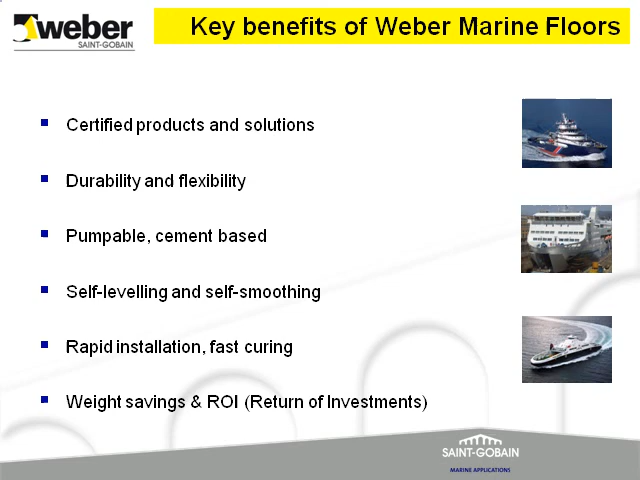 weber
SAINT-GOBAIN
Key benefits of Weber Marine Floors
Certified products and solutions
Durability and flexibility
Pumpable, cement based
Self-levelling and self-smoothing
Rapid installation, fast curing
Weight savings & ROI (Return of Investments)
SAINT-GOBAIN
MARINE APPLICATIONS